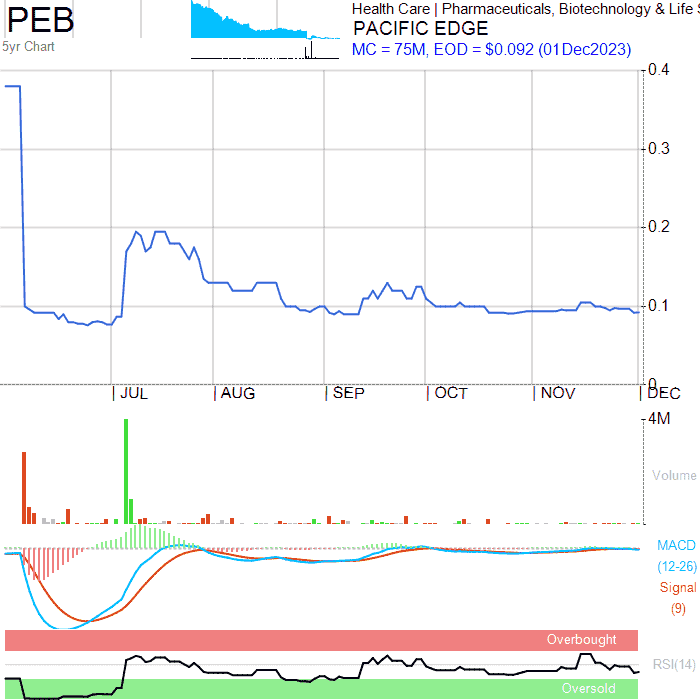 PEB
5yr Chart
Health Care | Pharmaceuticals, Biotechnology & Life S
PACIFIC EDGE
MC = 75M, EOD = $0.092 (01Dec2023)
0.4
0.3
0.2
0.1
0
JUL AUG SEP OCT NOV DEC
4M
Volume
MACD
(12-26)
Signal
(9)
Overbought
RSI(14)
Oversold